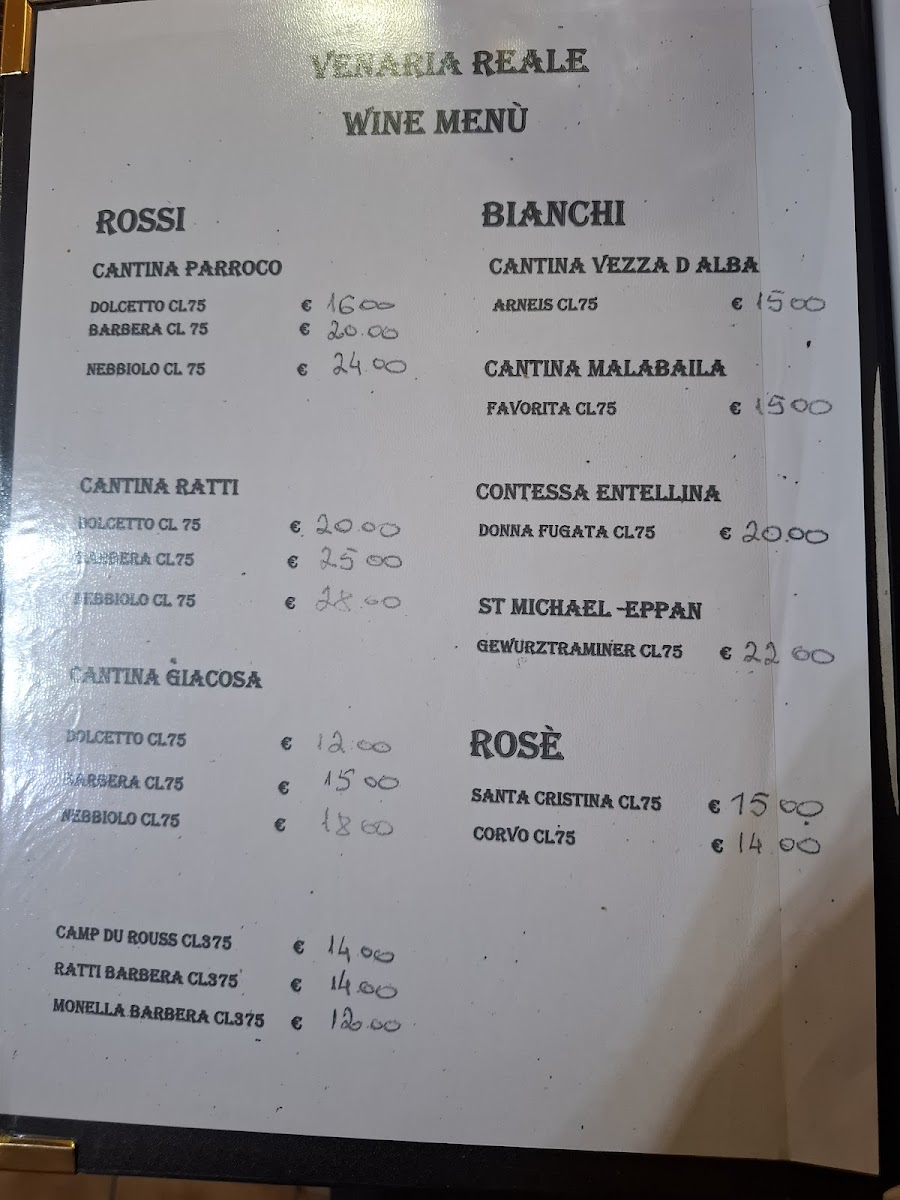 VENARIA REALE
WINE MENÙ
ROSSI
CANTINA PARROCO
DOLCETTO CL75 € 16 00
BARBERA CL 75 € 20.00
NEBBIOLO CL 75 € 24.00
CANTINA RATTI
DOLCETTO CL 75 € 20.00
BARBERA CL75 € 25 00
NEBBIOLO CL 75 € 28.00
CANTINA GIACOSA
DOLCETTO CL75 € 12.00
BARBERA CL75 € 15 00
NEBBIOLO CL75 € 18 00
CAMP DU ROUSS CL375 € 14,00
RATTI BARBERA CL375 € 14.00
MONELLA BARBERA CL375 € 12.00
BIANCHI
CANTINA VEZZA D ALBA
ARNEIS CL75 € 15 00
CANTINA MALABAILA
FAVORITA CL75 € 15 00
CONTESSA ENTELLINA
DONNA FUGATA CL75 € 20.00
ST MICHAEL -EPPAN
GEWURZTRAMINER CL75 € 22 00
ROSÈ
SANTA CRISTINA CL75 € 15 00
CORVO CL75 € 14.00